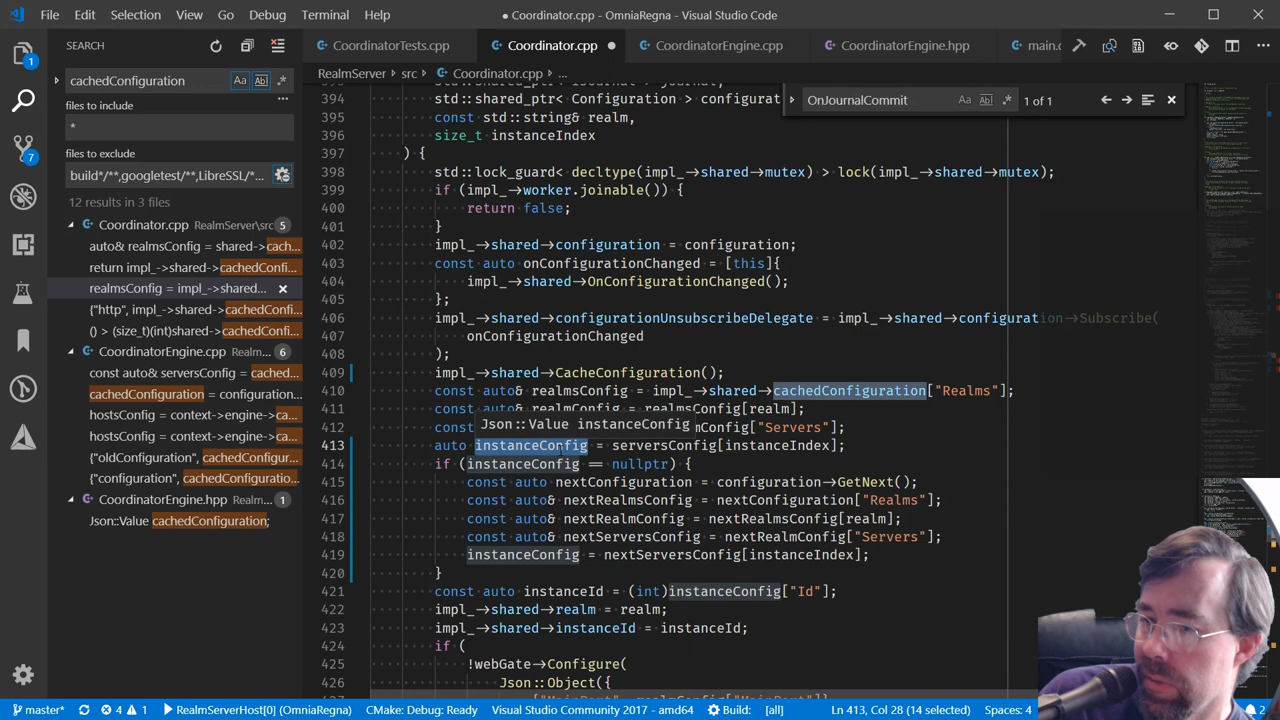 File Edit Selection View Go Debug Terminal Help
● Coordinator.cpp - OmniaRegna - Visual Studio Code
SEARCH
CoordinatorTests.cpp
Coordinator.cpp
CoordinatorEngine.cpp
CoordinatorEngine.hpp
main.c
1
cachedConfiguration
Aa
files to include
*
files to exclude
build*/**,googletest/**,LibreSSL/*...
12 results in 3 files
Coordinator.cpp RealmServer\src 5
auto& realmsConfig = shared->cach...
return impl_->shared->cachedConfi...
realmsConfig = impl_->shared...
{"http", impl_->shared->cachedConfi...
() > (size_t)(int)shared->cachedConfi...
CoordinatorEngine.cpp Realm... 6
const auto& serversConfig = cached...
cachedConfiguration = configuration...
hostsConfig = context->engine->ca...
hostsConfig = context->engine->ca...
{"oldConfiguration", cachedConfigur...
{"configuration", cachedConfiguratio...
CoordinatorEngine.hpp Realm... 1
Json::Value cachedConfiguration;
7
RealmServer > src > Coordinator.cpp > ...
OnJournalCommit
Aa
1 of 1
394 std::shared_ptr< Configuration > configurat
395 const std::string& realm,
396 size_t instanceIndex
397 ) {
398 std::lock_guard< decltype(impl_->shared->mutex) > lock(impl_->shared->mutex);
399 if (impl_->worker.joinable()) {
400 return false;
401 }
402 impl_->shared->configuration = configuration;
403 const auto onConfigurationChanged = [this]{
404 impl_->shared->OnConfigurationChanged();
405 };
406 impl_->shared->configurationUnsubscribeDelegate = impl_->shared->configuration->Subscribe(
407 onConfigurationChanged
408 );
409 impl_->shared->CacheConfiguration();
410 const auto& realmsConfig = impl_->shared->cachedConfiguration["Realms"];
411 const auto& realmConfig = realmsConfig[realm];
Json::Value instanceConfig
412 mConfig["Servers"];
413 auto instanceConfig = serversConfig[instanceIndex];
414 if (instanceConfig == nullptr) {
415 const auto nextConfiguration = configuration->GetNext();
416 const auto& nextRealmsConfig = nextConfiguration["Realms"];
417 const auto& nextRealmConfig = nextRealmsConfig[realm];
418 const auto& nextServersConfig = nextRealmConfig["Servers"];
419 instanceConfig = nextServersConfig[instanceIndex];
420 }
421 const auto instanceId = (int)instanceConfig["Id"];
422 impl_->shared->realm = realm;
423 impl_->shared->instanceId = instanceId;
424 if (
425 !webGate->Configure(
426 Json::Object({
master* 4 1 RealmServerHost[0] (OmniaRegna) CMake: Debug: Ready Visual Studio Community 2017 - amd64 Build: [all] Ln 413, Col 28 (14 selected) Spaces: 4 2